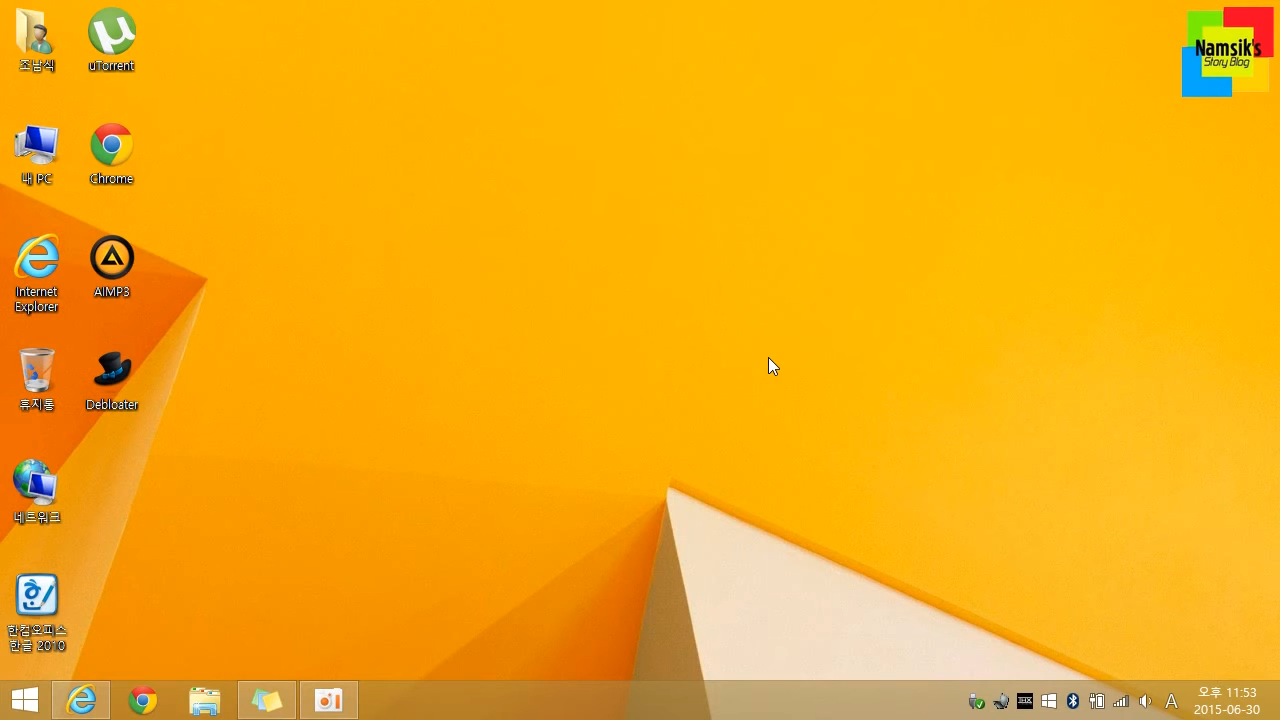 조남식
uTorrent
Namsik's
Story Blog
내 PC
Chrome
Internet
Explorer
AIMP3
휴지통
Debloater
네트워크
한컴오피스
한글 2010
THX
A
오후 11:53
2015-06-30